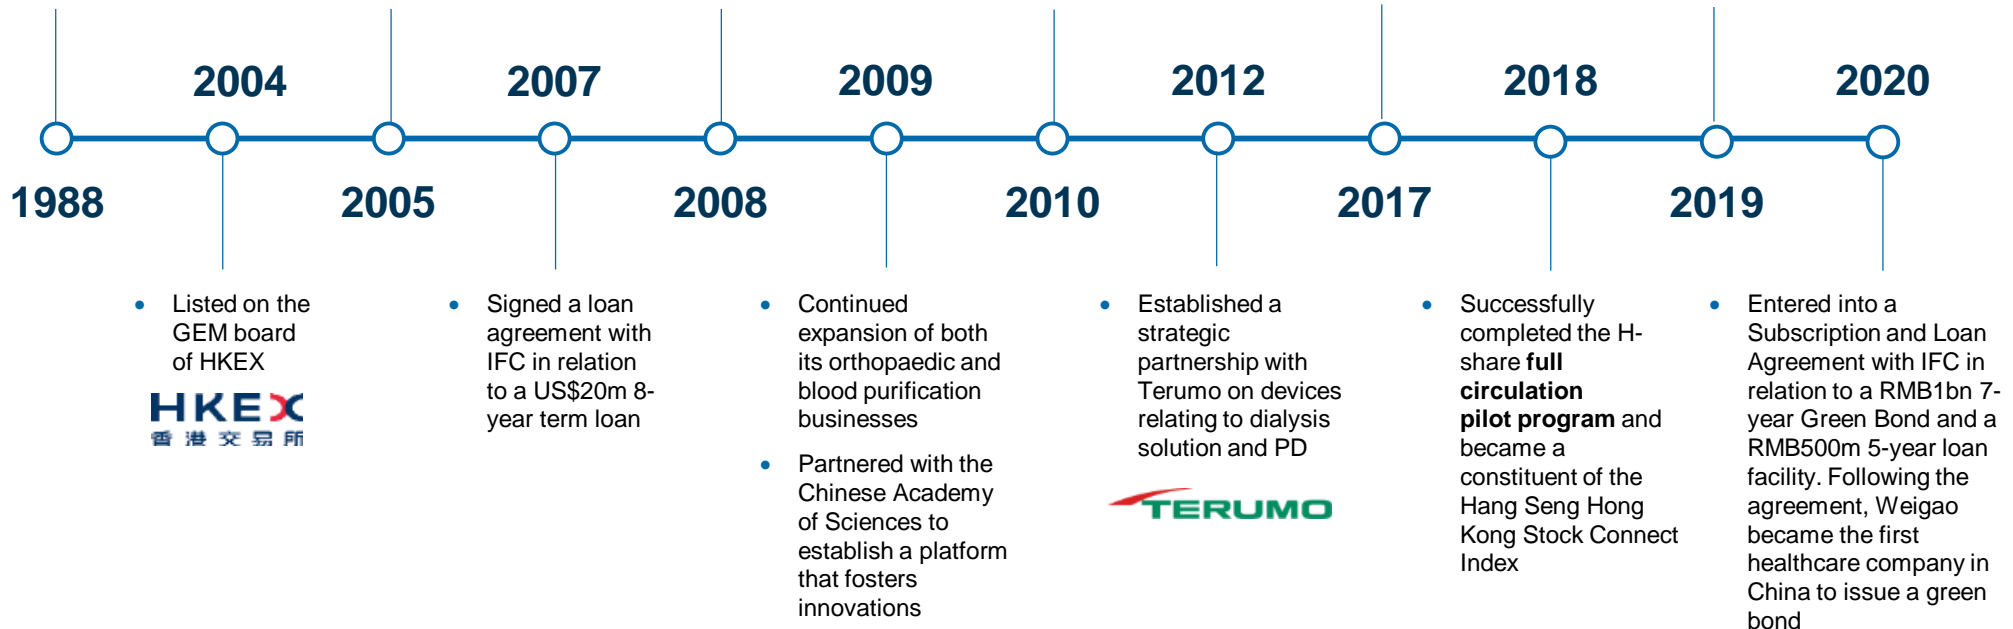 2004
2007
2009
2012
2018
2020
1988
2005
2008
2010
2017
2019
• Listed on the
GEM board
of HKEX
HKEX
香港交易所
• Signed a loan
agreement with
IFC in relation
to a US$20m 8-
year term loan
• Continued
expansion of both
its orthopaedic and
blood purification
businesses
• Partnered with the
Chinese Academy
of Sciences to
establish a platform
that fosters
innovations
• Established a
strategic
partnership with
Terumo on devices
relating to dialysis
solution and PD
TERUMO
• Successfully
completed the H-
share full
circulation
pilot program and
became a
constituent of the
Hang Seng Hong
Kong Stock Connect
Index
• Entered into a
Subscription and Loan
Agreement with IFC in
relation to a RMB1bn 7-
year Green Bond and a
RMB500m 5-year loan
facility. Following the
agreement, Weigao
became the first
healthcare company in
China to issue a green
bond